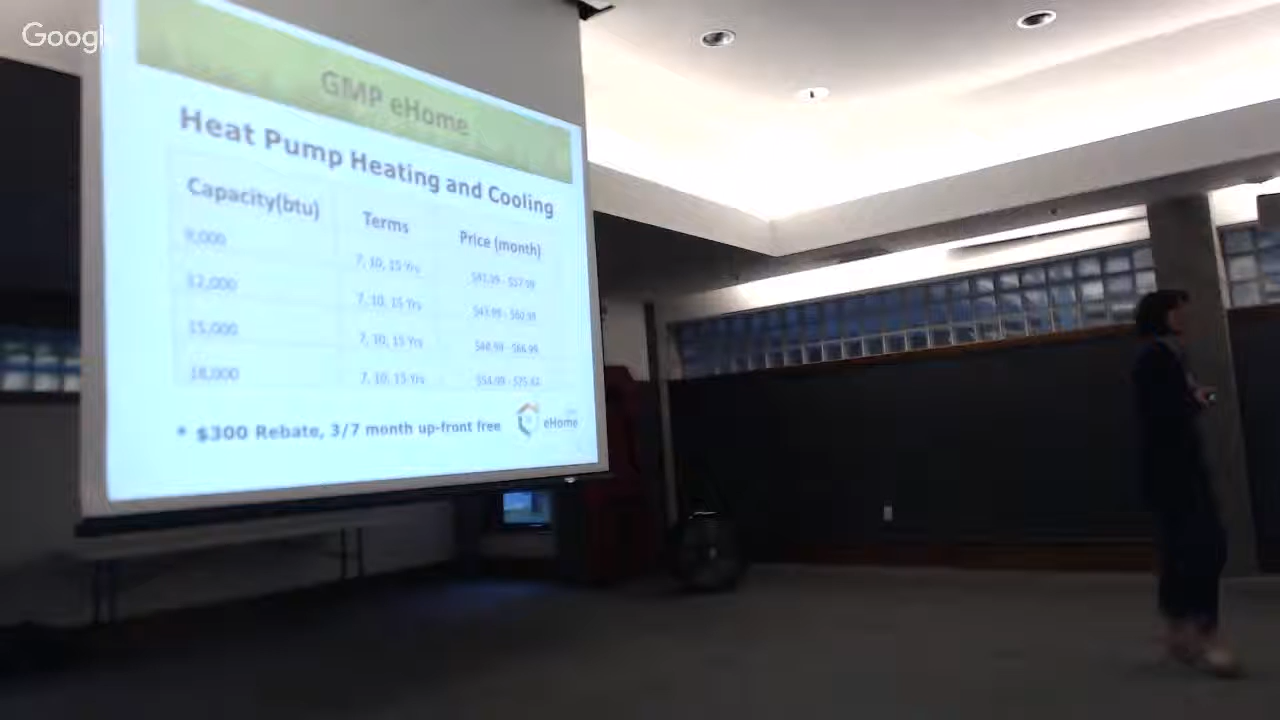 Google
GMP eHome
Heat Pump Heating and Cooling
Capacity(btu) Terms Price (month)
9,000 7, 10, 15 Yrs
12,000 7, 10, 15 Yrs
15,000 7, 10, 15 Yrs
18,000 7, 10, 15 Yrs
* $300 Rebate, 3/7 month up-front free
eHome